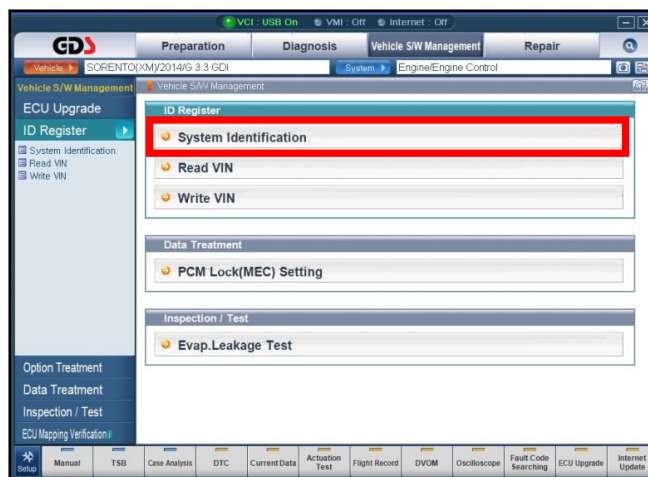 VCI : USB On VMI : Off Internet : Off
GDS Preparation Diagnosis Vehicle S/W Management Repair
Vehicle SORENTO(XM)/2014/G 3.3 GDI System Engine/Engine Control
Vehicle S/W Management
Vehicle S/W Management
ECU Upgrade
ID Register
System Identification
Read VIN
Write VIN
Option Treatment
Data Treatment
Inspection / Test
ECU Mapping Verification
ID Register
System Identification
Read VIN
Write VIN
Data Treatment
PCM Lock(MEC) Setting
Inspection / Test
Evap.Leakage Test
Setup Manual TSB Case Analysis DTC Current Data Actuation Test Flight Record DVOM Oscilloscope Fault Code Searching ECU Upgrade Internet Update